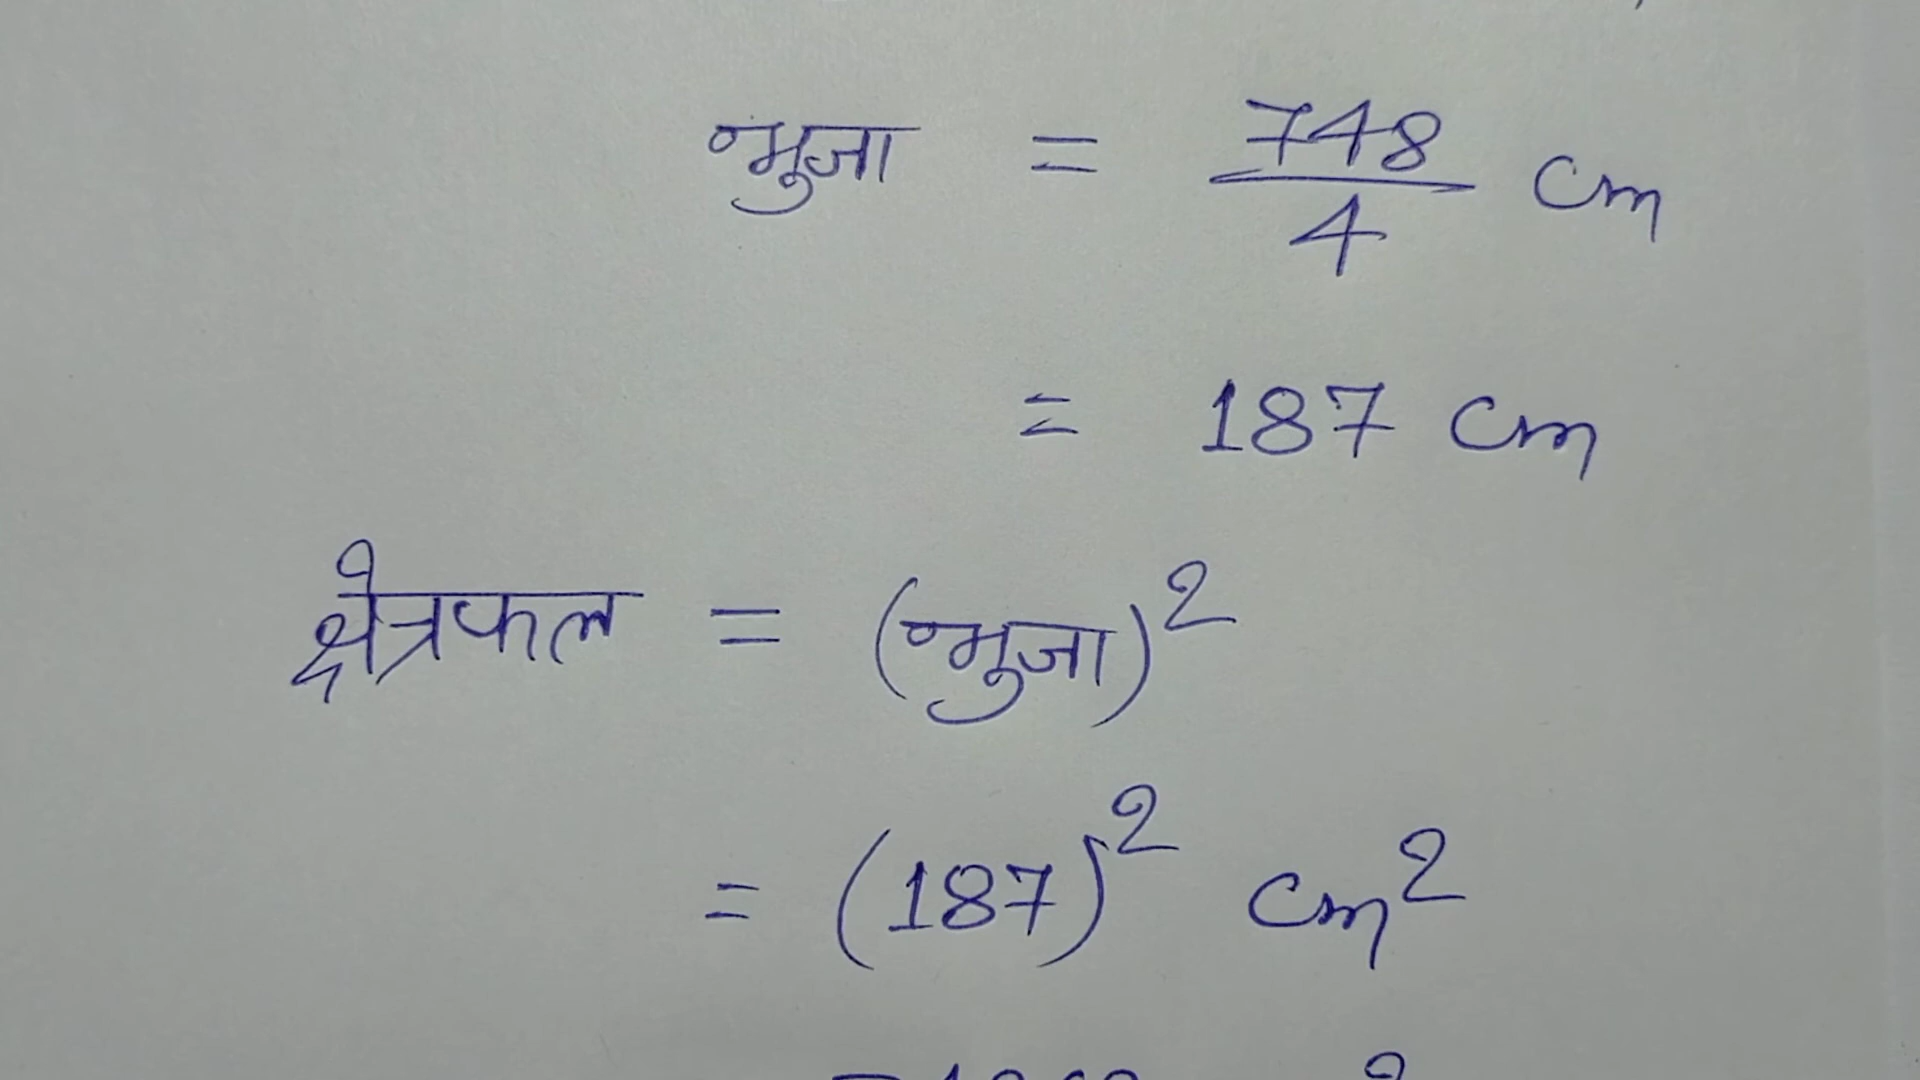 भुजा = 748/4 cm
= 187 cm
क्षेत्रफल = (भुजा)²
= (187)² cm²